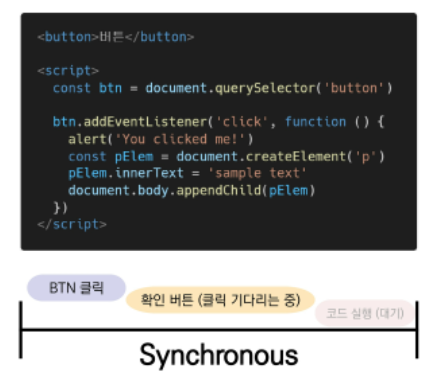 <button>버튼</button>
<script>
const btn = document.querySelector('button')
btn.addEventListener('click', function () {
alert('You clicked me!')
const pElem = document.createElement('p')
pElem.innerText = 'sample text'
document.body.appendChild(pElem)
})
</script>
BTN 클릭
확인 버튼 (클릭 기다리는 중)
코드 실행 (대기)
Synchronous